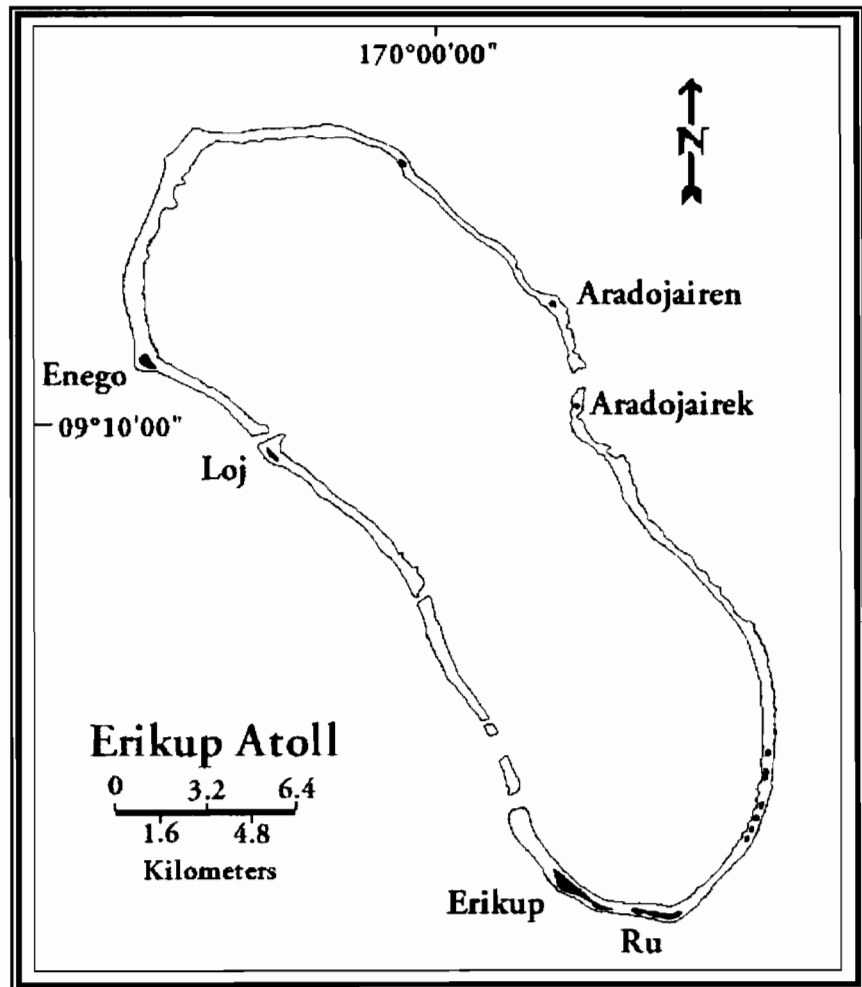 170°00'00"
N
Aradojairen
Enego
Aradojairek
09°10'00"
Loj
Erikup Atoll
0 3.2 6.4
1.6 4.8
Kilometers
Erikup
Ru